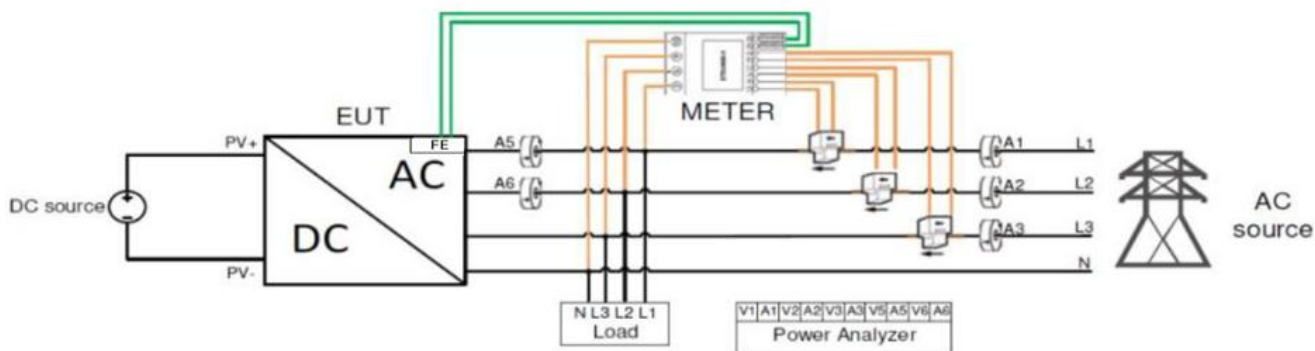 METER
EUT
FE
PV+
A5
A1
L1
AC
A6
A2
L2
AC source
DC source
DC
A3
L3
PV-
N
N L3 L2 L1
Load
V1 A1 V2 A2 V3 A3 V5 A5 V6 A6
Power Analyzer